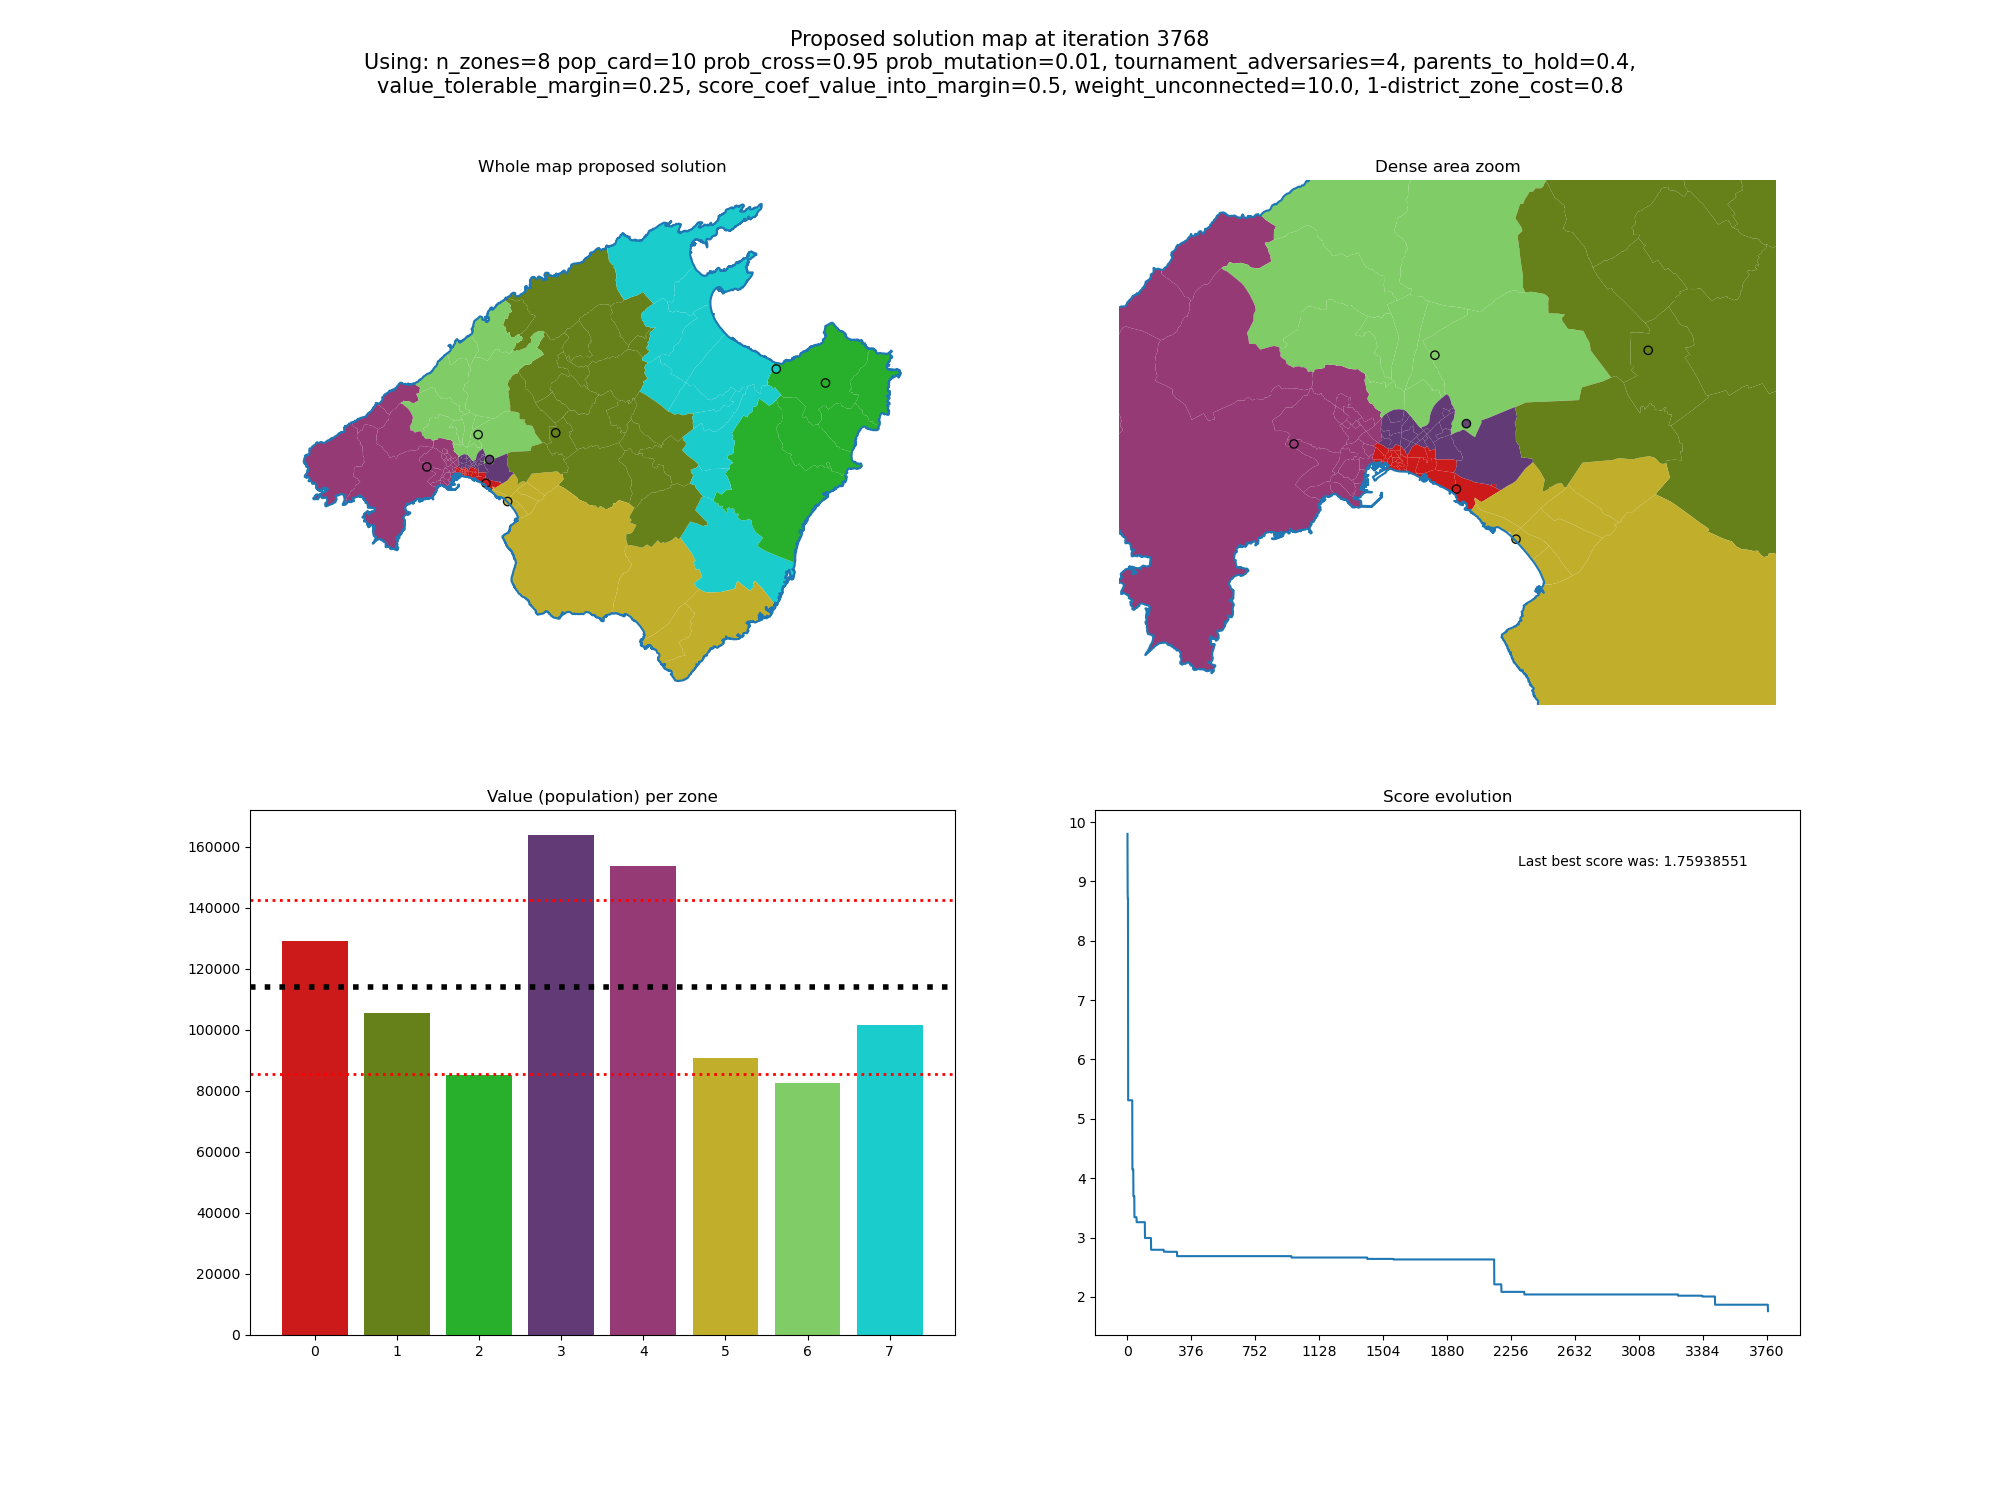 Proposed solution map at iteration 3768
Using: n_zones=8 pop_card=10 prob_cross=0.95 prob_mutation=0.01, tournament_adversaries=4, parents_to_hold=0.4,
value_tolerable_margin=0.25, score_coef_value_into_margin=0.5, weight_unconnected=10.0, 1-district_zone_cost=0.8
Whole map proposed solution
Dense area zoom
Value (population) per zone
160000
140000
120000
100000
80000
60000
40000
20000
0
0 1 2 3 4 5 6 7
Score evolution
Last best score was: 1.75938551
10
9
8
7
6
5
4
3
2
0 376 752 1128 1504 1880 2256 2632 3008 3384 3760